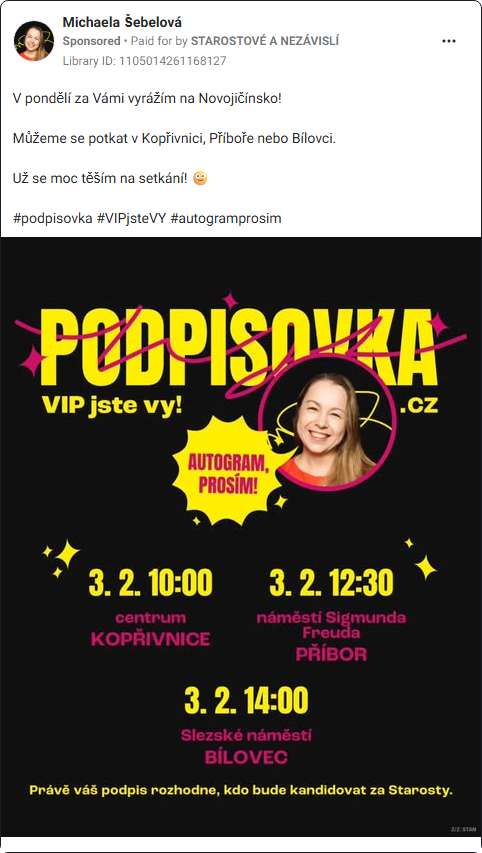 Michaela Šebelová
Sponsored • Paid for by STAROSTOVÉ A NEZÁVISLÍ
Library ID: 1105014261168127
V pondělí za Vámi vyrážím na Novojičínsko!
Můžeme se potkat v Kopřivnici, Příboře nebo Bílovci.
Už se moc těším na setkání! 😉
#podpisovka #VIPjsteVY #autogramprosim
PODPISOVKA
VIP jste vy!
.CZ
AUTOGRAM,
PROSÍM!
3. 2. 10:00
centrum
KOPŘIVNICE
3. 2. 12:30
náměstí Sigmunda
Freuda
PŘÍBOR
3. 2. 14:00
Slezské náměstí
BÍLOVEC
Právě váš podpis rozhodne, kdo bude kandidovat za Starosty.
Z/Z: STAN